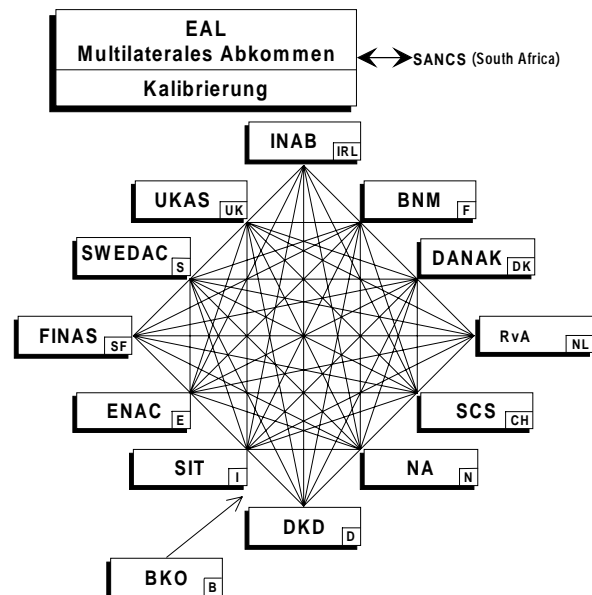 EAL
Multilaterales Abkommen
Kalibrierung
SANCS (South Africa)
INAB IRL
UKAS UK
BNM F
SWEDAC S
DANAK DK
FINAS SF
RvA NL
ENAC E
SCS CH
SIT I
NA N
DKD D
BKO B